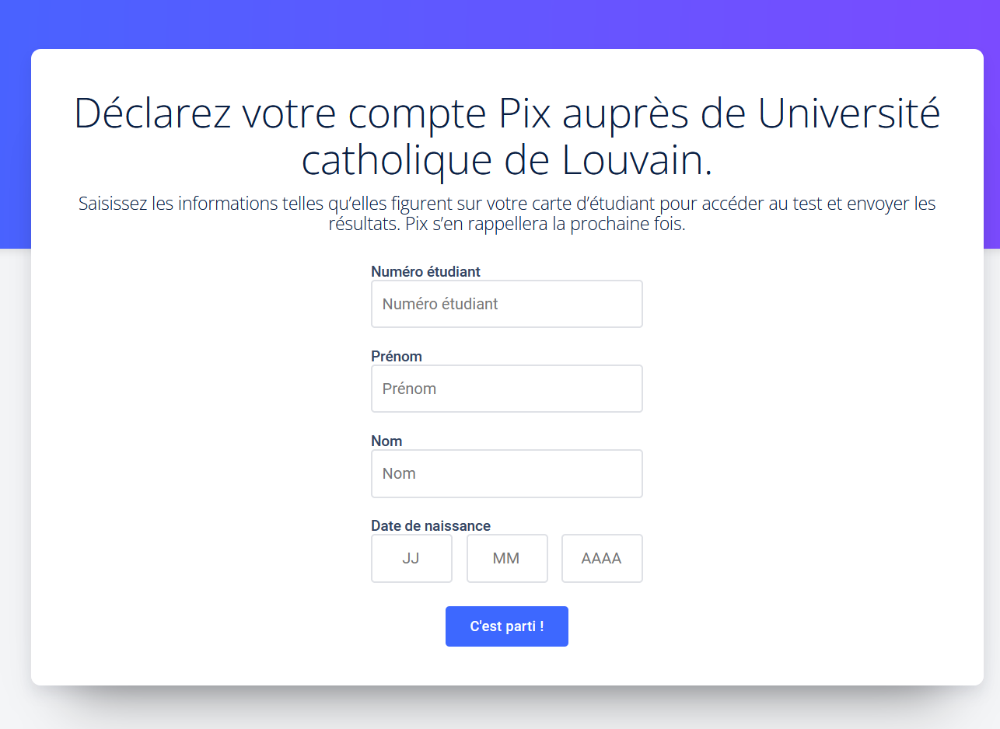 Déclarez votre compte Pix auprès de Université
catholique de Louvain.
Saisissez les informations telles qu’elles figurent sur votre carte d’étudiant pour accéder au test et envoyer les
résultats. Pix s’en rappellera la prochaine fois.
Numéro étudiant
Numéro étudiant
Prénom
Prénom
Nom
Nom
Date de naissance
JJ MM AAAA
C'est parti !